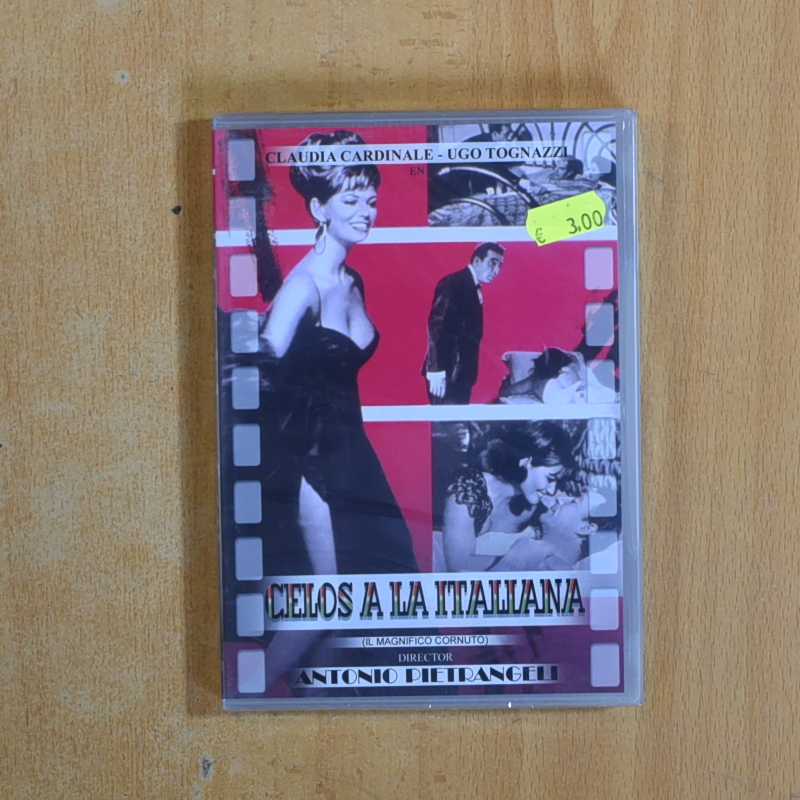 CLAUDIA CARDINALE - UGO TOGNAZZI
EN
€ 3,00
CELOS A LA ITALIANA
(IL MAGNIFICO CORNUTO)
DIRECTOR
ANTONIO PIETRANGELI